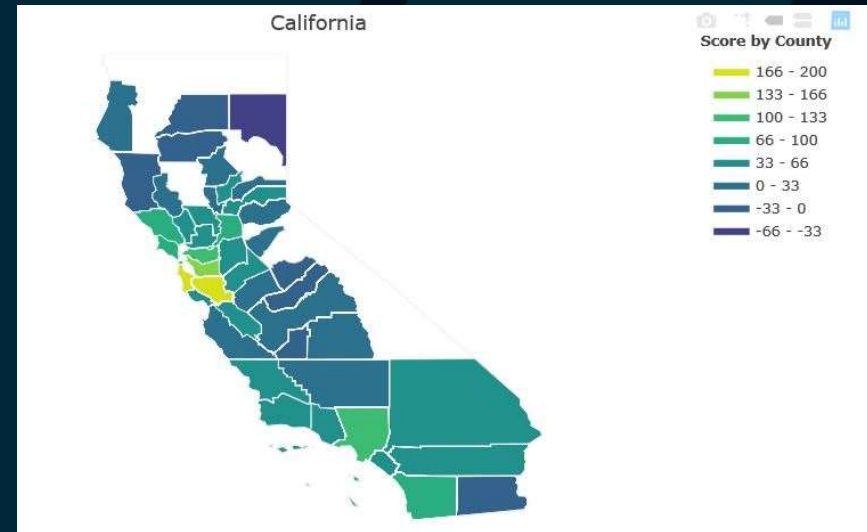 California
Score by County
166 - 200
133 - 166
100 - 133
66 - 100
33 - 66
0 - 33
-33 - 0
-66 - -33